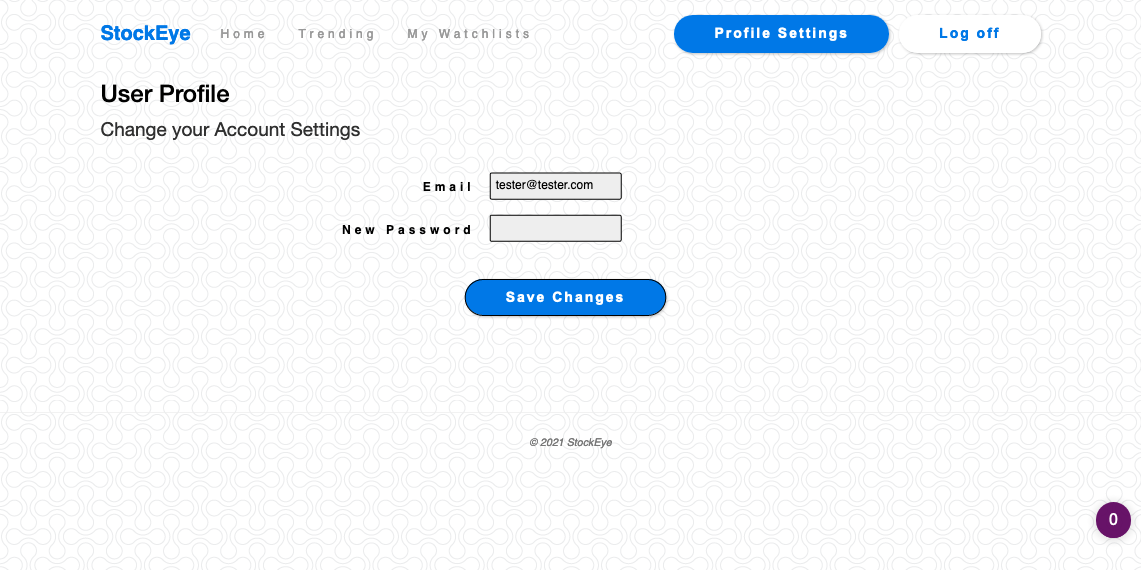 StockEye Home Trending My Watchlists Profile Settings Log off
User Profile
Change your Account Settings
Email tester@tester.com
New Password
Save Changes
© 2021 StockEye
0